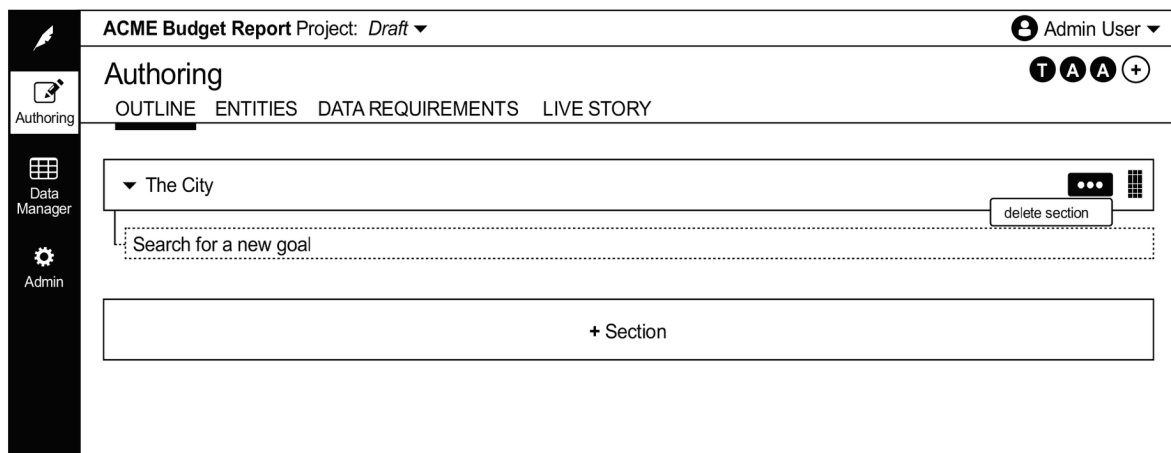 ACME Budget Report Project: Draft
Admin User
Authoring
T A A +
OUTLINE ENTITIES DATA REQUIREMENTS LIVE STORY
Authoring
Data
Manager
Admin
The City
•••
delete section
Search for a new goal
+ Section